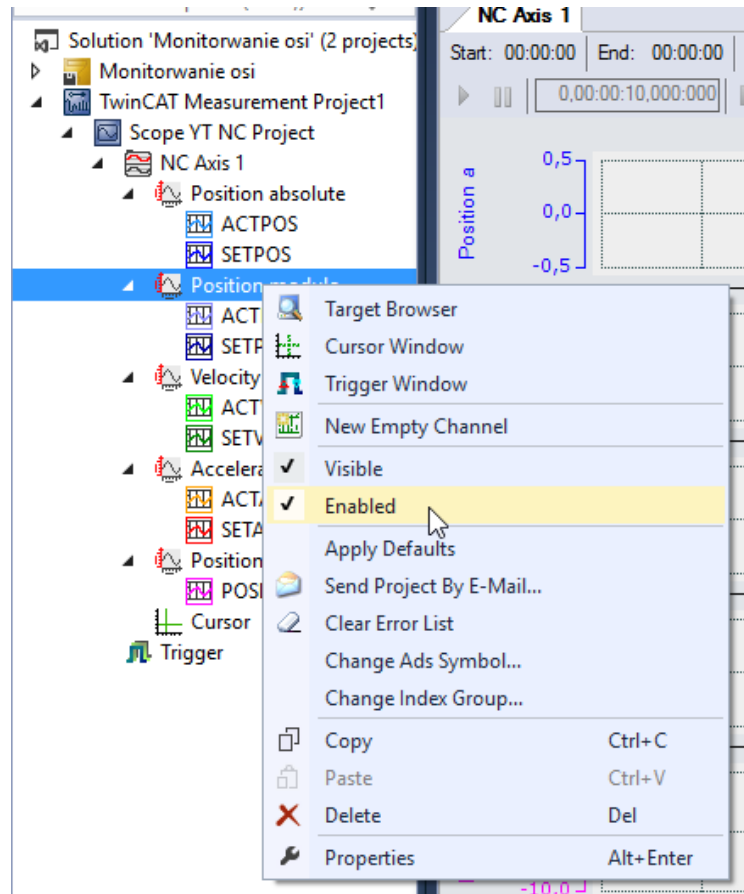 Solution 'Monitorwanie osi' (2 projects)
Monitorwanie osi
TwinCAT Measurement Project1
Scope YT NC Project
NC Axis 1
Position absolute
ACTPOS
SETPOS
Position modulo
ACT
SETP
Velocity
ACT
SETV
Accelera
ACTA
SETA
Position
POSI
Cursor
Trigger
NC Axis 1
Start: 00:00:00 End: 00:00:00
0,00:00:10,000:000
Position a
0,5
0,0
-0,5
Target Browser
Cursor Window
Trigger Window
New Empty Channel
Visible
Enabled
Apply Defaults
Send Project By E-Mail...
Clear Error List
Change Ads Symbol...
Change Index Group...
Copy Ctrl+C
Paste Ctrl+V
Delete Del
Properties Alt+Enter
-10,0